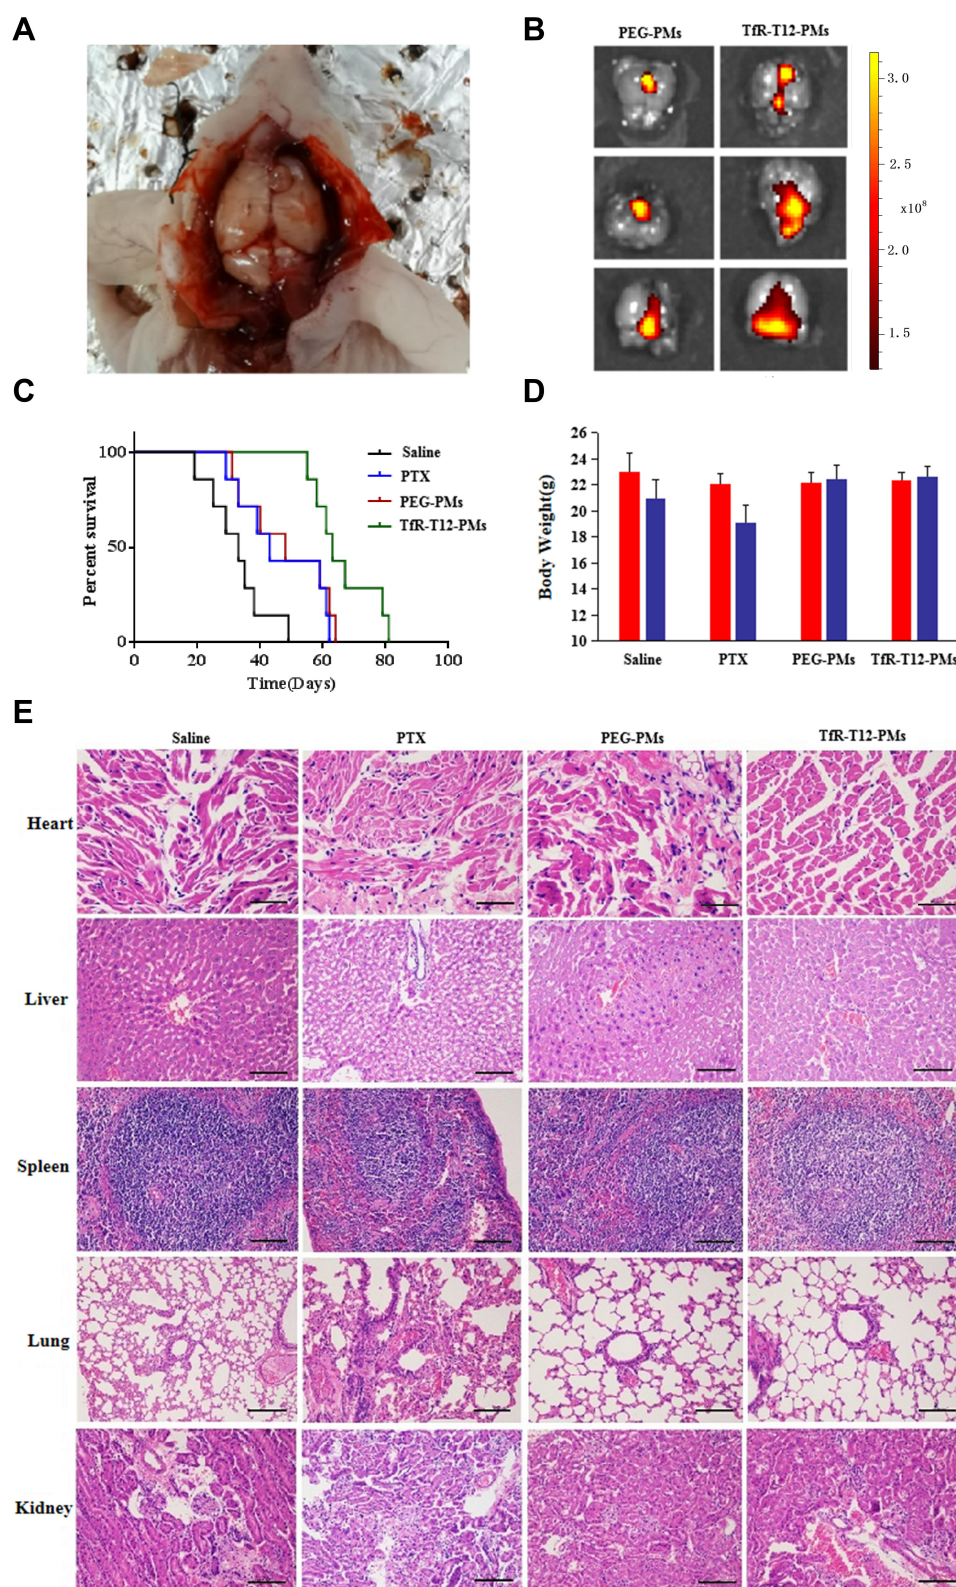 A
B
PEG-PMs
TfR-T12-PMs
3.0
2.5
x10⁸
2.0
1.5
C
Percent survival
100
50
0
0 20 40 60 80 100
Time(Days)
Saline
PTX
PEG-PMs
TfR-T12-PMs
D
Body Weight(g)
26
24
22
20
18
16
14
12
10
Saline PTX PEG-PMs TfR-T12-PMs
E
Saline PTX PEG-PMs TfR-T12-PMs
Heart
Liver
Spleen
Lung
Kidney